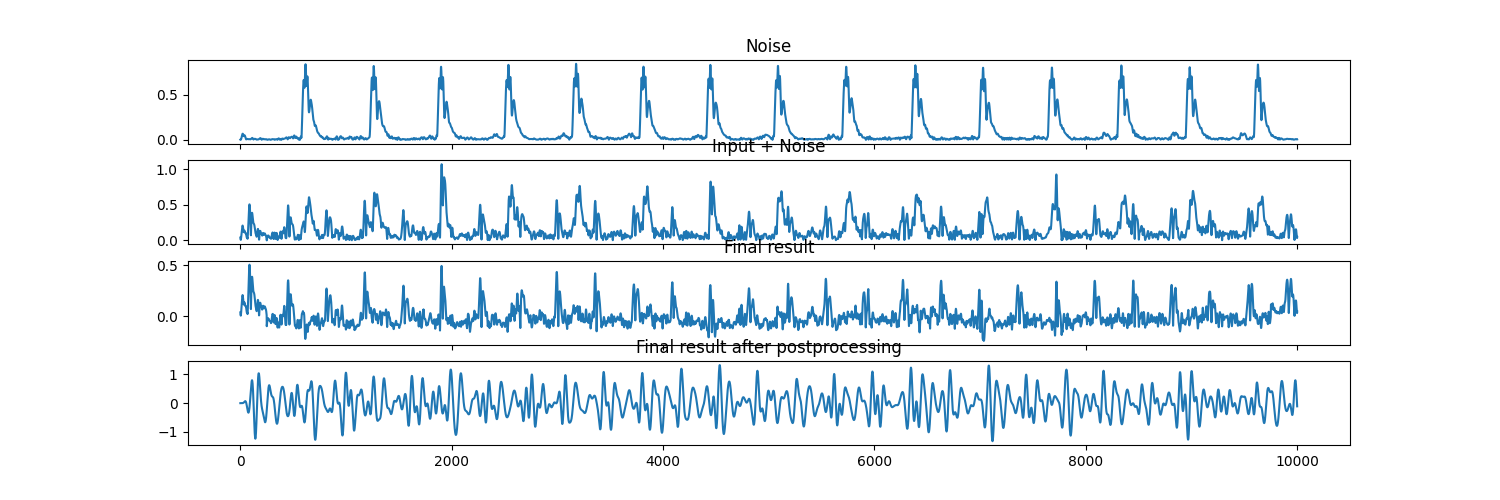 Noise
0.5
0.0
Input + Noise
1.0
0.5
0.0
Final result
0.5
0.0
Final result after postprocessing
1
0
−1
0 2000 4000 6000 8000 10000